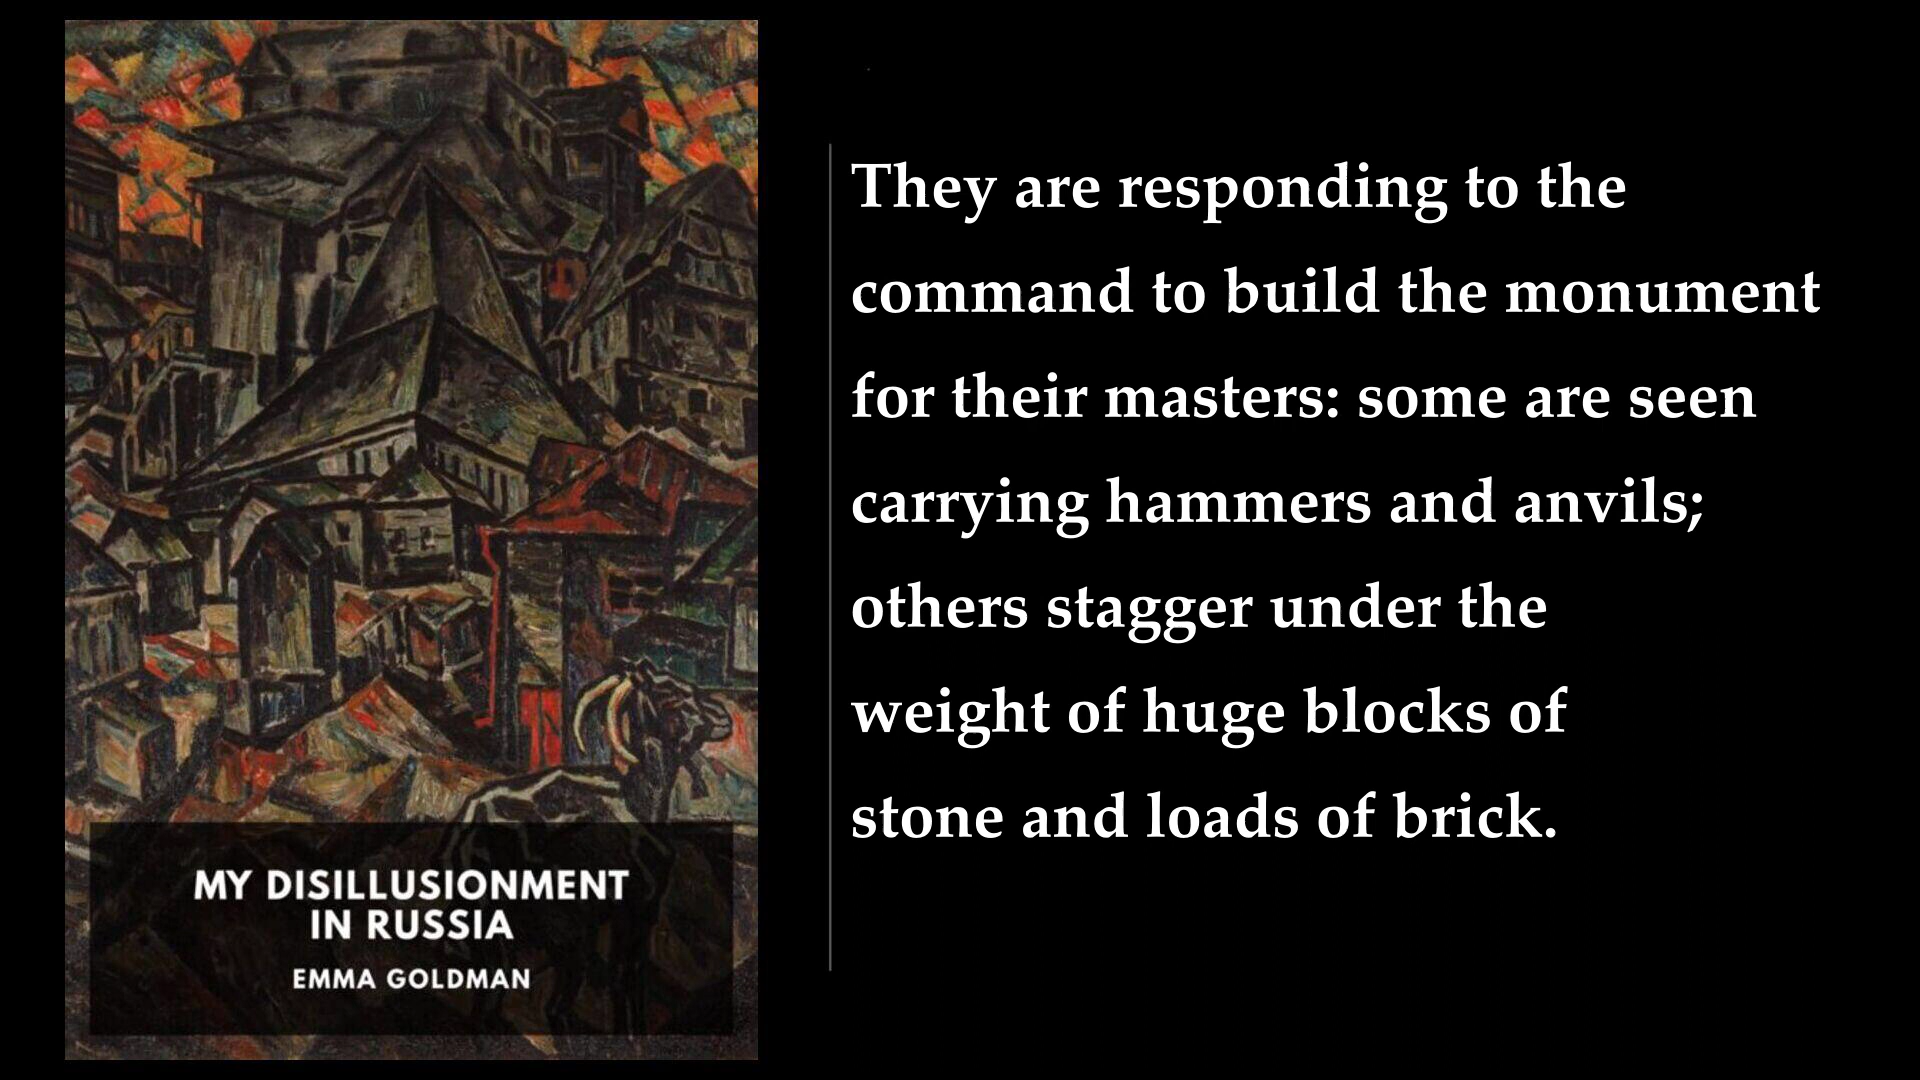 MY DISILLUSIONMENT
IN RUSSIA
EMMA GOLDMAN
They are responding to the
command to build the monument
for their masters: some are seen
carrying hammers and anvils;
others stagger under the
weight of huge blocks of
stone and loads of brick.